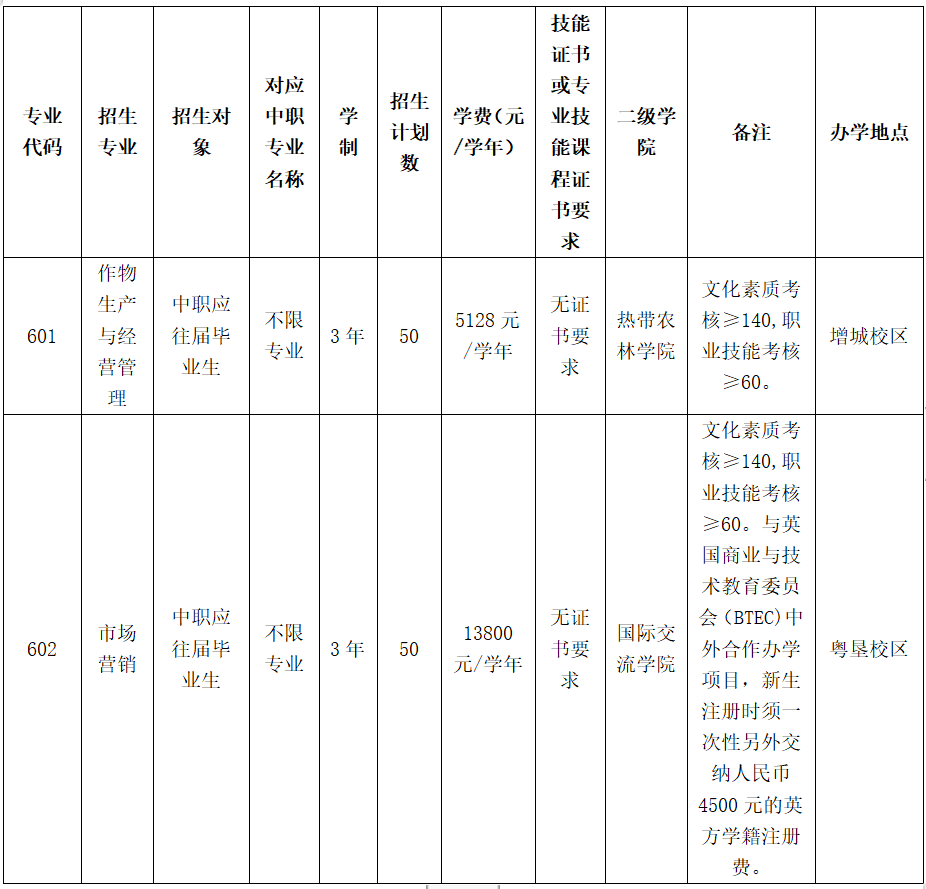 专业
代码
招生
专业
招生对
象
对应
中职
专业
名称
学
制
招生
计划
数
学费（元
/学年）
技能
证书
或专
业技
能课
程证
书要
求
二级学
院
备注
办学地点
601
作物
生产
与经
营管
理
中职应
往届毕
业生
不限
专业
3 年
50
5128 元
/学年
无证
书要
求
热带农
林学院
文化素质考
核≥140,职
业技能考核
≥60。
增城校区
602
市场
营销
中职应
往届毕
业生
不限
专业
3 年
50
13800
元/学年
无证
书要
求
国际交
流学院
文化素质考
核≥140,职
业技能考核
≥60。与英
国商业与技
术教育委员
会（BTEC)中
外合作办学
项目，新生
注册时须一
次性另外交
纳人民币
4500 元的英
方学籍注册
费。
粤垦校区